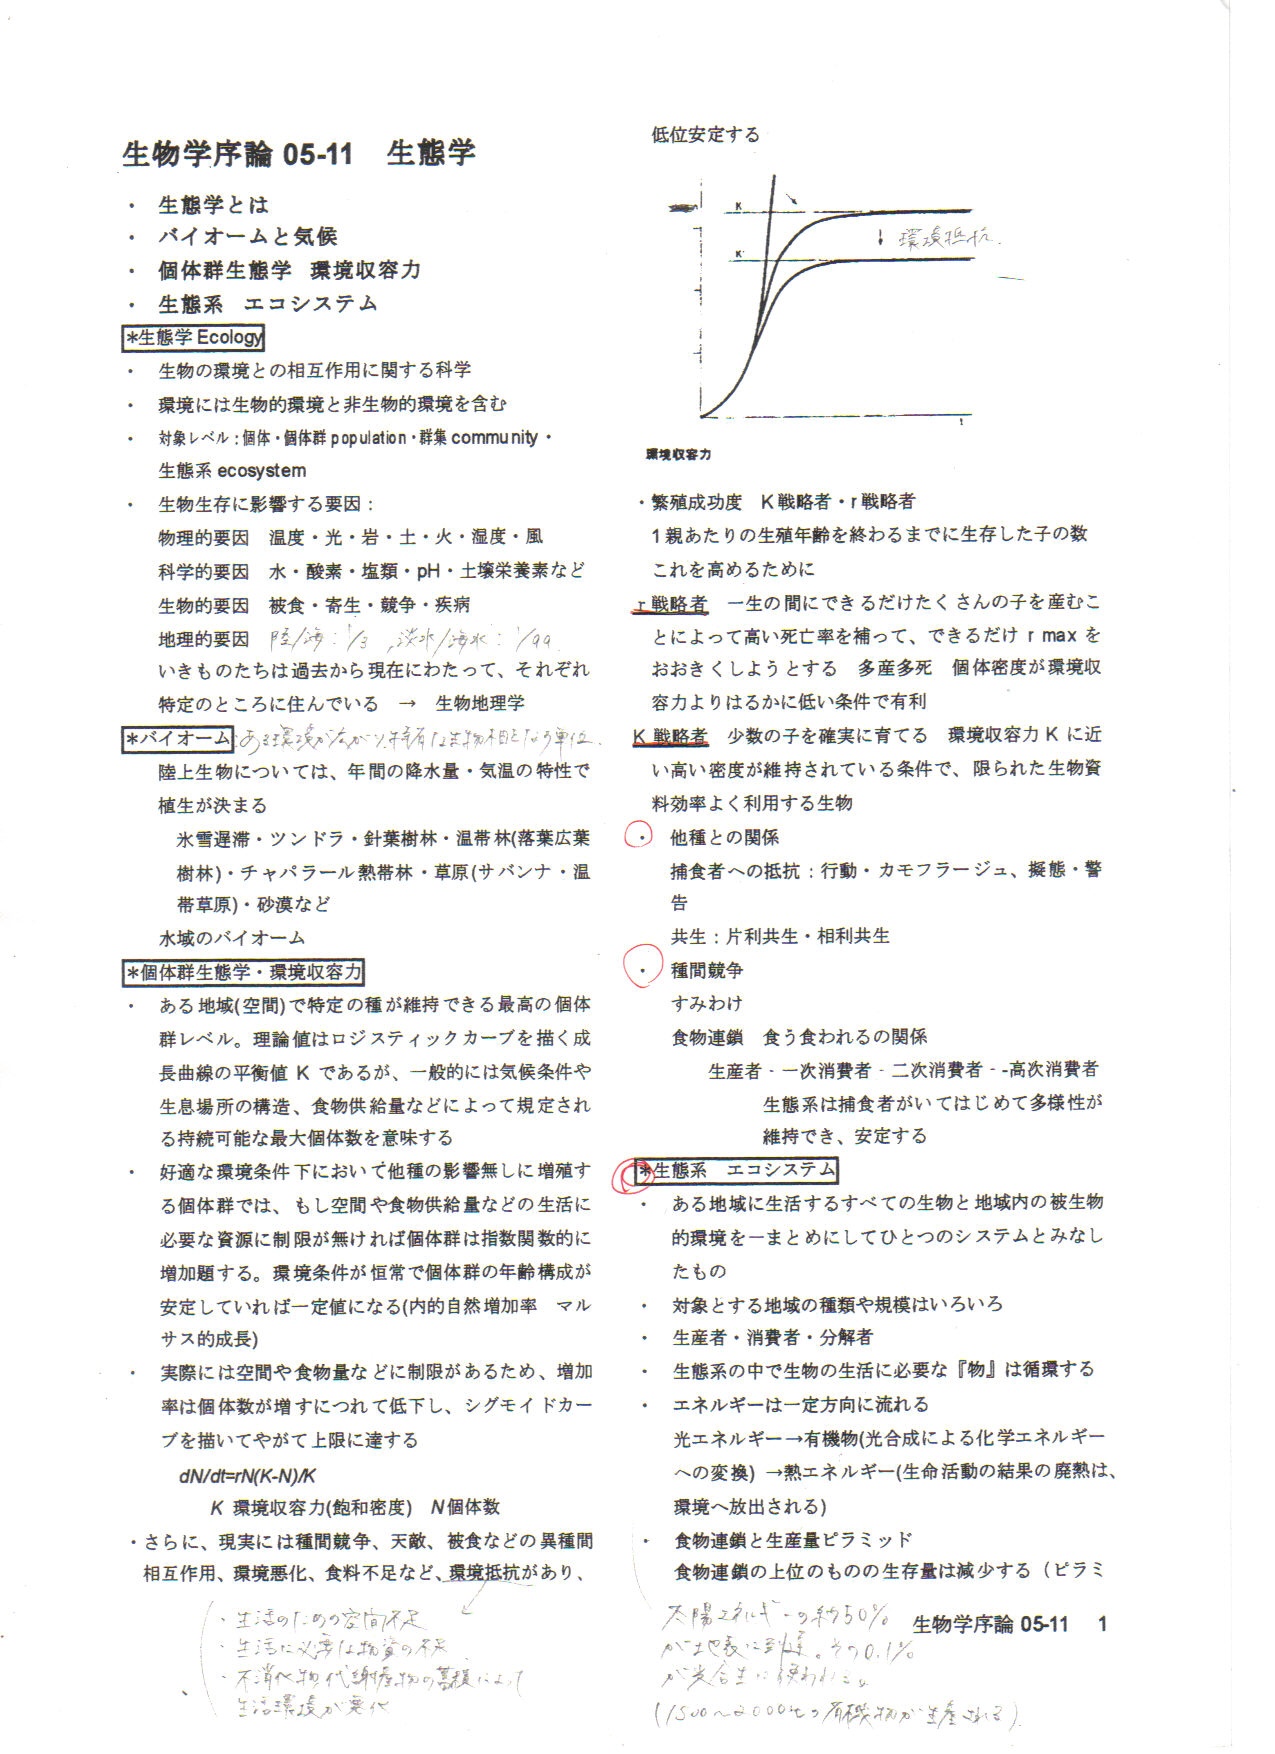 生物学序論 05-11　生態学
・ 生態学とは
・ バイオームと気候
・ 個体群生態学　環境収容力
・ 生態系　エコシステム
*生態学 Ecology
・ 生物の環境との相互作用に関する科学
・ 環境には生物的環境と非生物的環境を含む
・ 対象レベル：個体・個体群 population・群集 community・
生態系 ecosystem
・ 生物生存に影響する要因：
物理的要因　温度・光・岩・土・火・湿度・風
科学的要因　水・酸素・塩類・pH・土壌栄養素など
生物的要因　被食・寄生・競争・疾病
地理的要因　陸/海：1/3 ,淡水/海水：1/99
いきものたちは過去から現在にわたって、それぞれ
特定のところに住んでいる　→　生物地理学
*バイオーム:ある環境が広がり、特有な生物相をなす単位.
陸上生物については、年間の降水量・気温の特性で
植生が決まる
氷雪遅滞・ツンドラ・針葉樹林・温帯林(落葉広葉
樹林)・チャパラール熱帯林・草原(サバンナ・温
帯草原)・砂漠など
水域のバイオーム
*個体群生態学・環境収容力
・ ある地域(空間)で特定の種が維持できる最高の個体
群レベル。理論値はロジスティックカーブを描く成
長曲線の平衡値 K であるが、一般的には気候条件や
生息場所の構造、食物供給量などによって規定され
る持続可能な最大個体数を意味する
・ 好適な環境条件下において他種の影響無しに増殖す
る個体群では、もし空間や食物供給量などの生活に
必要な資源に制限が無ければ個体群は指数関数的に
増加題する。環境条件が恒常で個体群の年齢構成が
安定していれば一定値になる(内的自然増加率　マル
サス的成長)
・ 実際には空間や食物量などに制限があるため、増加
率は個体数が増すにつれて低下し、シグモイドカー
ブを描いてやがて上限に達する
dN/dt=rN(K-N)/K
K 環境収容力(飽和密度)　N個体数
・さらに、現実には種間競争、天敵、被食などの異種間
相互作用、環境悪化、食料不足など、環境抵抗があり、
・生活のための空間不足
・生活に必要な物資の不足
・不消化物代謝産物の蓄積によって
生活環境が悪化
低位安定する
K
環境抵抗.
K'
t
環境収容力
・繁殖成功度　K戦略者・r戦略者
1親あたりの生殖年齢を終わるまでに生存した子の数
これを高めるために
r戦略者　一生の間にできるだけたくさんの子を産むこ
とによって高い死亡率を補って、できるだけ r max を
おおきくしようとする　多産多死　個体密度が環境収
容力よりはるかに低い条件で有利
K 戦略者　少数の子を確実に育てる　環境収容力 K に近
い高い密度が維持されている条件で、限られた生物資
料効率よく利用する生物
・ 他種との関係
捕食者への抵抗：行動・カモフラージュ、擬態・警
告
共生：片利共生・相利共生
・ 種間競争
すみわけ
食物連鎖　食う食われるの関係
生産者 - 一次消費者 - 二次消費者 - -高次消費者
生態系は捕食者がいてはじめて多様性が
維持でき、安定する
*生態系　エコシステム
・ ある地域に生活するすべての生物と地域内の被生物
的環境を一まとめにしてひとつのシステムとみなし
たもの
・ 対象とする地域の種類や規模はいろいろ
・ 生産者・消費者・分解者
・ 生態系の中で生物の生活に必要な『物』は循環する
・ エネルギーは一定方向に流れる
光エネルギー→有機物(光合成による化学エネルギー
への変換) →熱エネルギー(生命活動の結果の廃熱は、
環境へ放出される)
・ 食物連鎖と生産量ピラミッド
食物連鎖の上位のものの生存量は減少する（ピラミ
太陽エネルギーの約50%
が地表に到達。その0.1%
が光合生に使われる。
(1500〜2000億tの有機物が生産される).
生物学序論 05-11　1